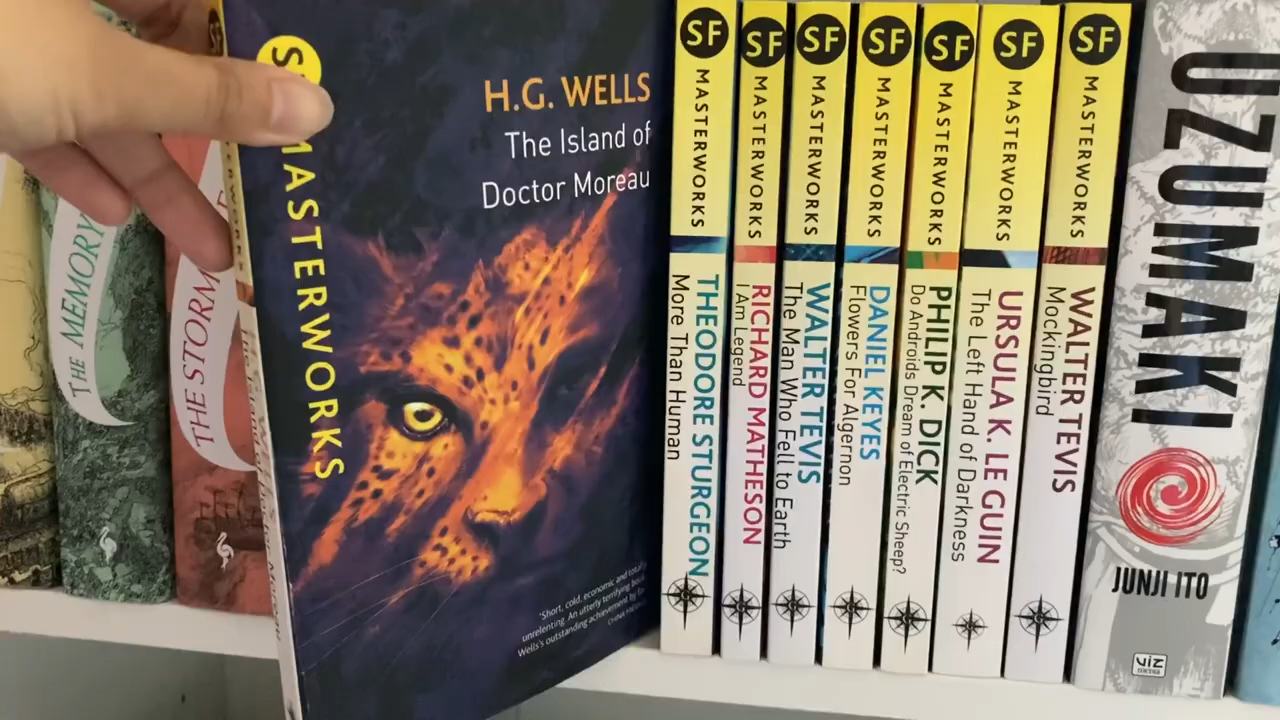 THE MEMORY
THE STORM
SF MASTERWORKS
H.G. WELLS
The Island of
Doctor Moreau
'Short, cold, economic and totally
unrelenting. An utterly terrifying book.
Wells's outstanding achievement by far'
SF MASTERWORKS
THEODORE STURGEON
More Than Human
SF MASTERWORKS
RICHARD MATHESON
I Am Legend
SF MASTERWORKS
WALTER TEVIS
The Man Who Fell to Earth
SF MASTERWORKS
DANIEL KEYES
Flowers For Algernon
SF MASTERWORKS
PHILIP K. DICK
Do Androids Dream of Electric Sheep?
SF MASTERWORKS
URSULA K. LE GUIN
The Left Hand of Darkness
SF MASTERWORKS
WALTER TEVIS
Mockingbird
UZUMAKI
JUNJI ITO
VIZ